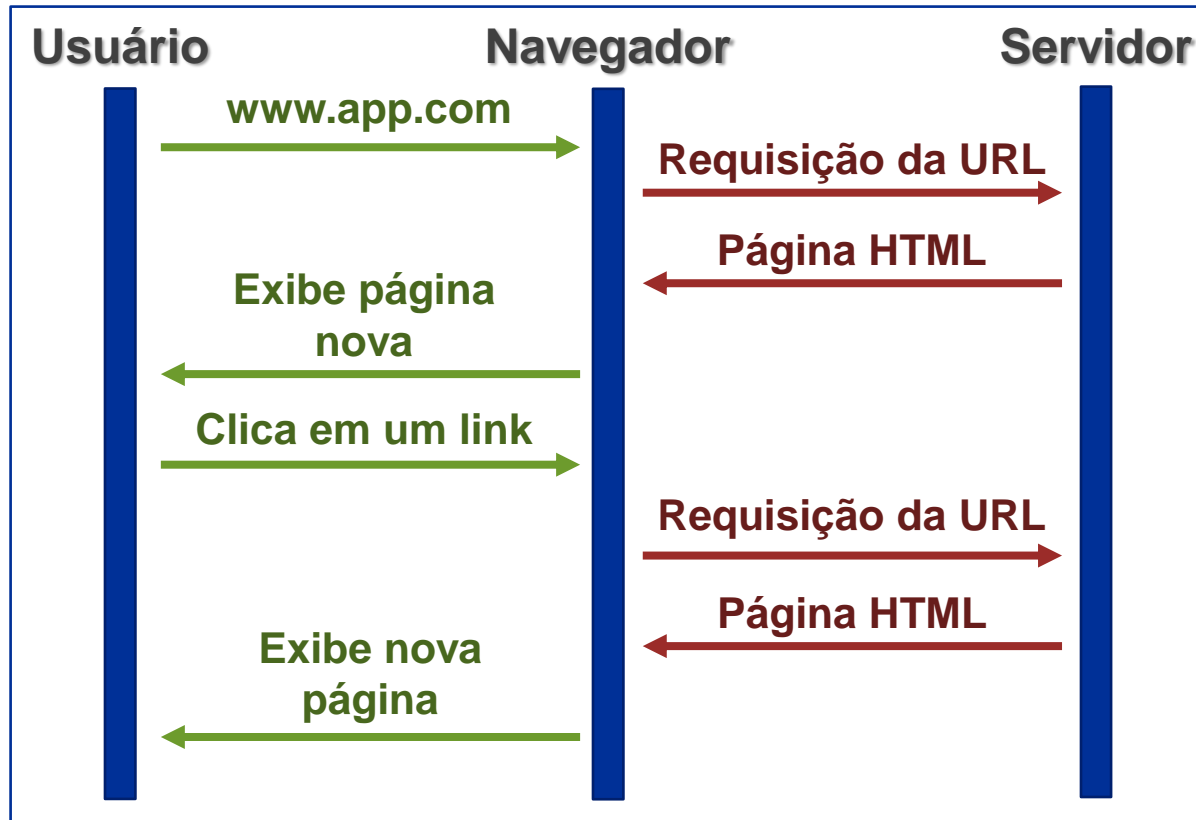 Usuário
Navegador
Servidor
www.app.com
Requisição da URL
Página HTML
Exibe página
nova
Clica em um link
Requisição da URL
Página HTML
Exibe nova
página